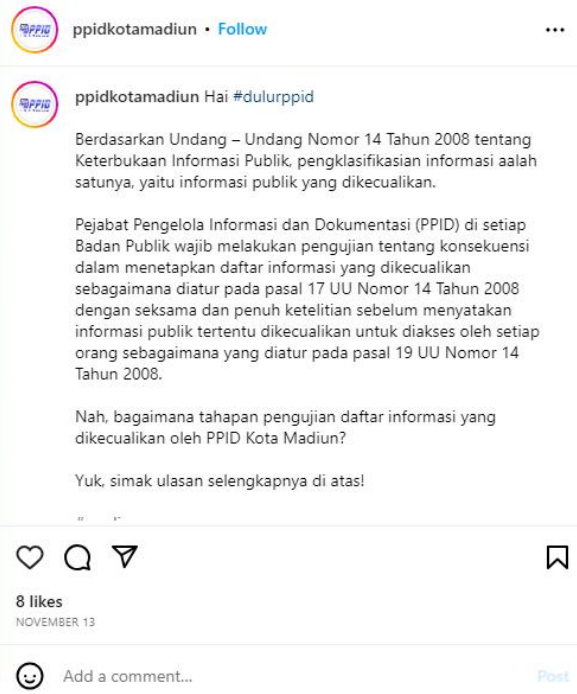 ppidkotamadiun • Follow
ppidkotamadiun Hai #dulurppid
Berdasarkan Undang – Undang Nomor 14 Tahun 2008 tentang
Keterbukaan Informasi Publik, pengklasifikasian informasi aalah
satunya, yaitu informasi publik yang dikecualikan.
Pejabat Pengelola Informasi dan Dokumentasi (PPID) di setiap
Badan Publik wajib melakukan pengujian tentang konsekuensi
dalam menetapkan daftar informasi yang dikecualikan
sebagaimana diatur pada pasal 17 UU Nomor 14 Tahun 2008
dengan seksama dan penuh ketelitian sebelum menyatakan
informasi publik tertentu dikecualikan untuk diakses oleh setiap
orang sebagaimana yang diatur pada pasal 19 UU Nomor 14
Tahun 2008.
Nah, bagaimana tahapan pengujian daftar informasi yang
dikecualikan oleh PPID Kota Madiun?
Yuk, simak ulasan selengkapnya di atas!
8 likes
NOVEMBER 13
Add a comment...
Post